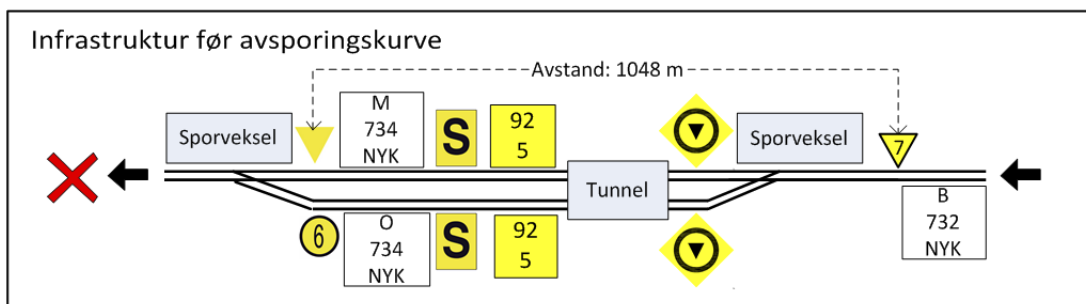 Infrastruktur før avsporingskurve
Avstand: 1048 m
Sporveksel
M
734
NYK
S
92
5
Sporveksel
7
Tunnel
6
O
734
NYK
S
92
5
B
732
NYK